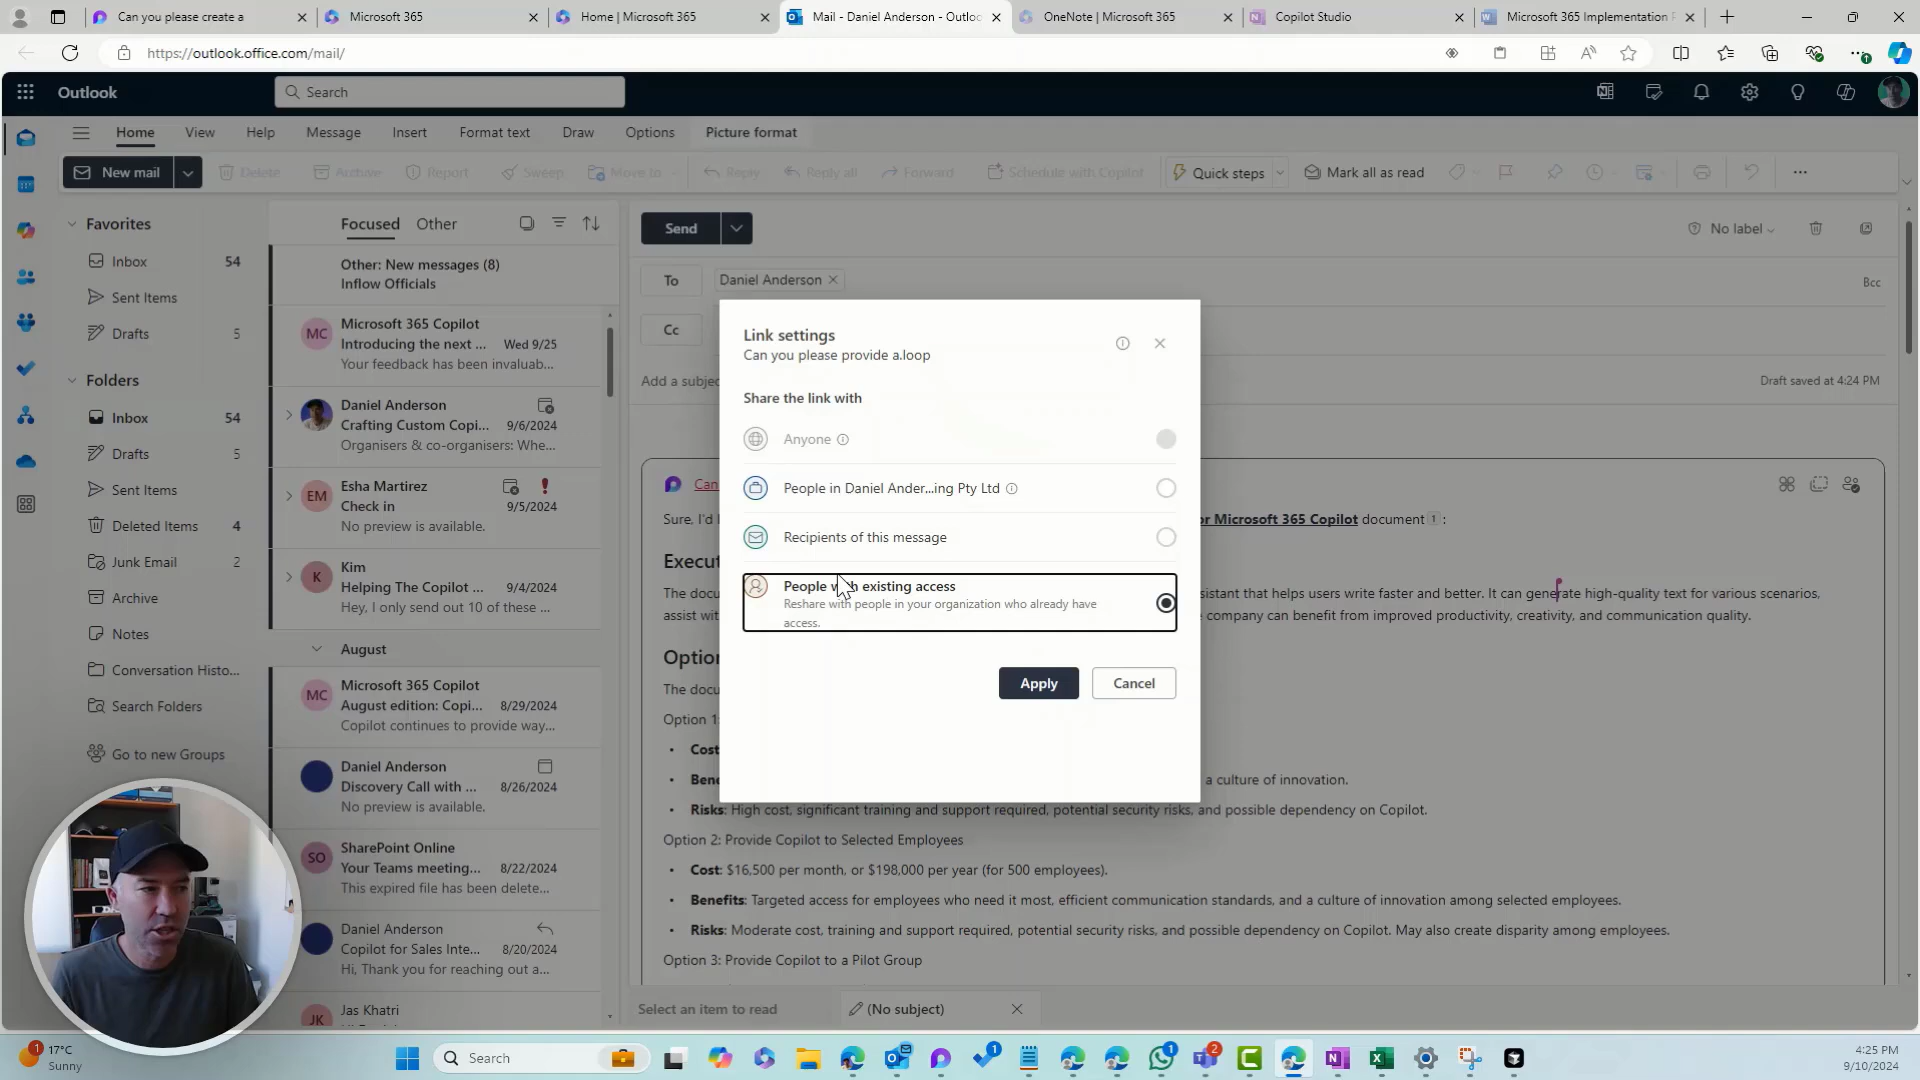 Can you please create a
Microsoft 365
Home | Microsoft 365
Mail - Daniel Anderson - Outloo
OneNote | Microsoft 365
Copilot Studio
Microsoft 365 Implementation
https://outlook.office.com/mail/
Outlook
Search
Home
View
Help
Message
Insert
Format text
Draw
Options
Picture format
New mail
Delete
Archive
Report
Sweep
Move to
Reply
Reply all
Forward
Schedule with Copilot
Quick steps
Mark all as read
Favorites
Inbox 54
Sent Items
Drafts 5
Folders
Inbox 54
Drafts 5
Sent Items
Deleted Items 4
Junk Email 2
Archive
Notes
Conversation Histo...
Search Folders
Go to new Groups
Focused
Other
Other: New messages (8)
Inflow Officials
MC
Microsoft 365 Copilot
Introducing the next ... Wed 9/25
Your feedback has been invaluab...
Daniel Anderson
Crafting Custom Copi... 9/6/2024
Organisers & co-organisers: Whe...
EM
Esha Martirez
Check in 9/5/2024
No preview is available.
K
Kim
Helping The Copilot ... 9/4/2024
Hey, I only send out 10 of these ...
August
MC
Microsoft 365 Copilot
August edition: Copi... 8/29/2024
Copilot continues to provide way...
Daniel Anderson
Discovery Call with ... 8/26/2024
No preview is available.
SO
SharePoint Online
Your Teams meeting... 8/22/2024
This expired file has been delete...
Daniel Anderson
Copilot for Sales Inte... 8/20/2024
Hi, Thank you for reaching out a...
JK
Jas Khatri
Send
No label
To
Daniel Anderson
Bcc
Cc
Add a subje
Draft saved at 4:24 PM
Link settings
Can you please provide a.loop
Share the link with
Anyone
People in Daniel Ander...ing Pty Ltd
Recipients of this message
People with existing access
Reshare with people in your organization who already have
access.
Apply
Cancel
Can
Sure, I'd
or Microsoft 365 Copilot document 1 :
Execu
The docu
sistant that helps users write faster and better. It can generate high-quality text for various scenarios,
assist wit
e company can benefit from improved productivity, creativity, and communication quality.
Option
The docu
Option 1:
• Cost
• Bene
a culture of innovation.
• Risks: High cost, significant training and support required, potential security risks, and possible dependency on Copilot.
Option 2: Provide Copilot to Selected Employees
• Cost: $16,500 per month, or $198,000 per year (for 500 employees).
• Benefits: Targeted access for employees who need it most, efficient communication standards, and a culture of innovation among selected employees.
• Risks: Moderate cost, training and support required, potential security risks, and possible dependency on Copilot. May also create disparity among employees.
Option 3: Provide Copilot to a Pilot Group
Select an item to read
(No subject)
1
17°C
Sunny
Search
1
1
2
4:25 PM
9/10/2024